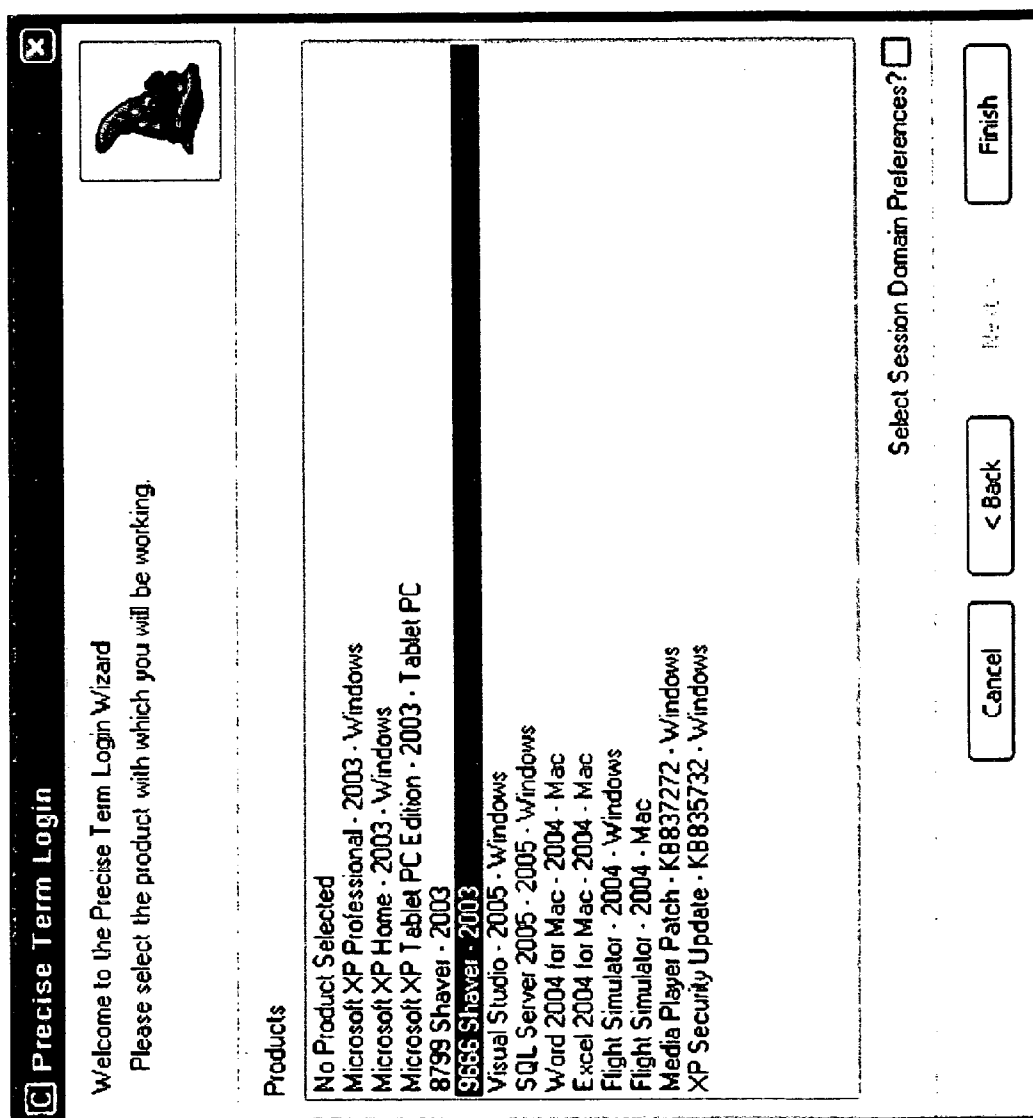 [C] Precise Term Login X
Welcome to the Precise Term Login Wizard
Please select the product with which you will be working.
Products
No Product Selected
Microsoft XP Professional - 2003 - Windows
Microsoft XP Home - 2003 - Windows
Microsoft XP Tablet PC Edition - 2003 - Tablet PC
8799 Shaver - 2003
9666 Shaver - 2003
Visual Studio - 2005 - Windows
SQL Server 2005 - 2005 - Windows
Word 2004 for Mac - 2004 - Mac
Excel 2004 for Mac - 2004 - Mac
Flight Simulator - 2004 - Windows
Flight Simulator - 2004 - Mac
Media Player Patch - KB837272 - Windows
XP Security Update - KB835732 - Windows
Select Session Domain Preferences?
Cancel
< Back
Next >
Finish